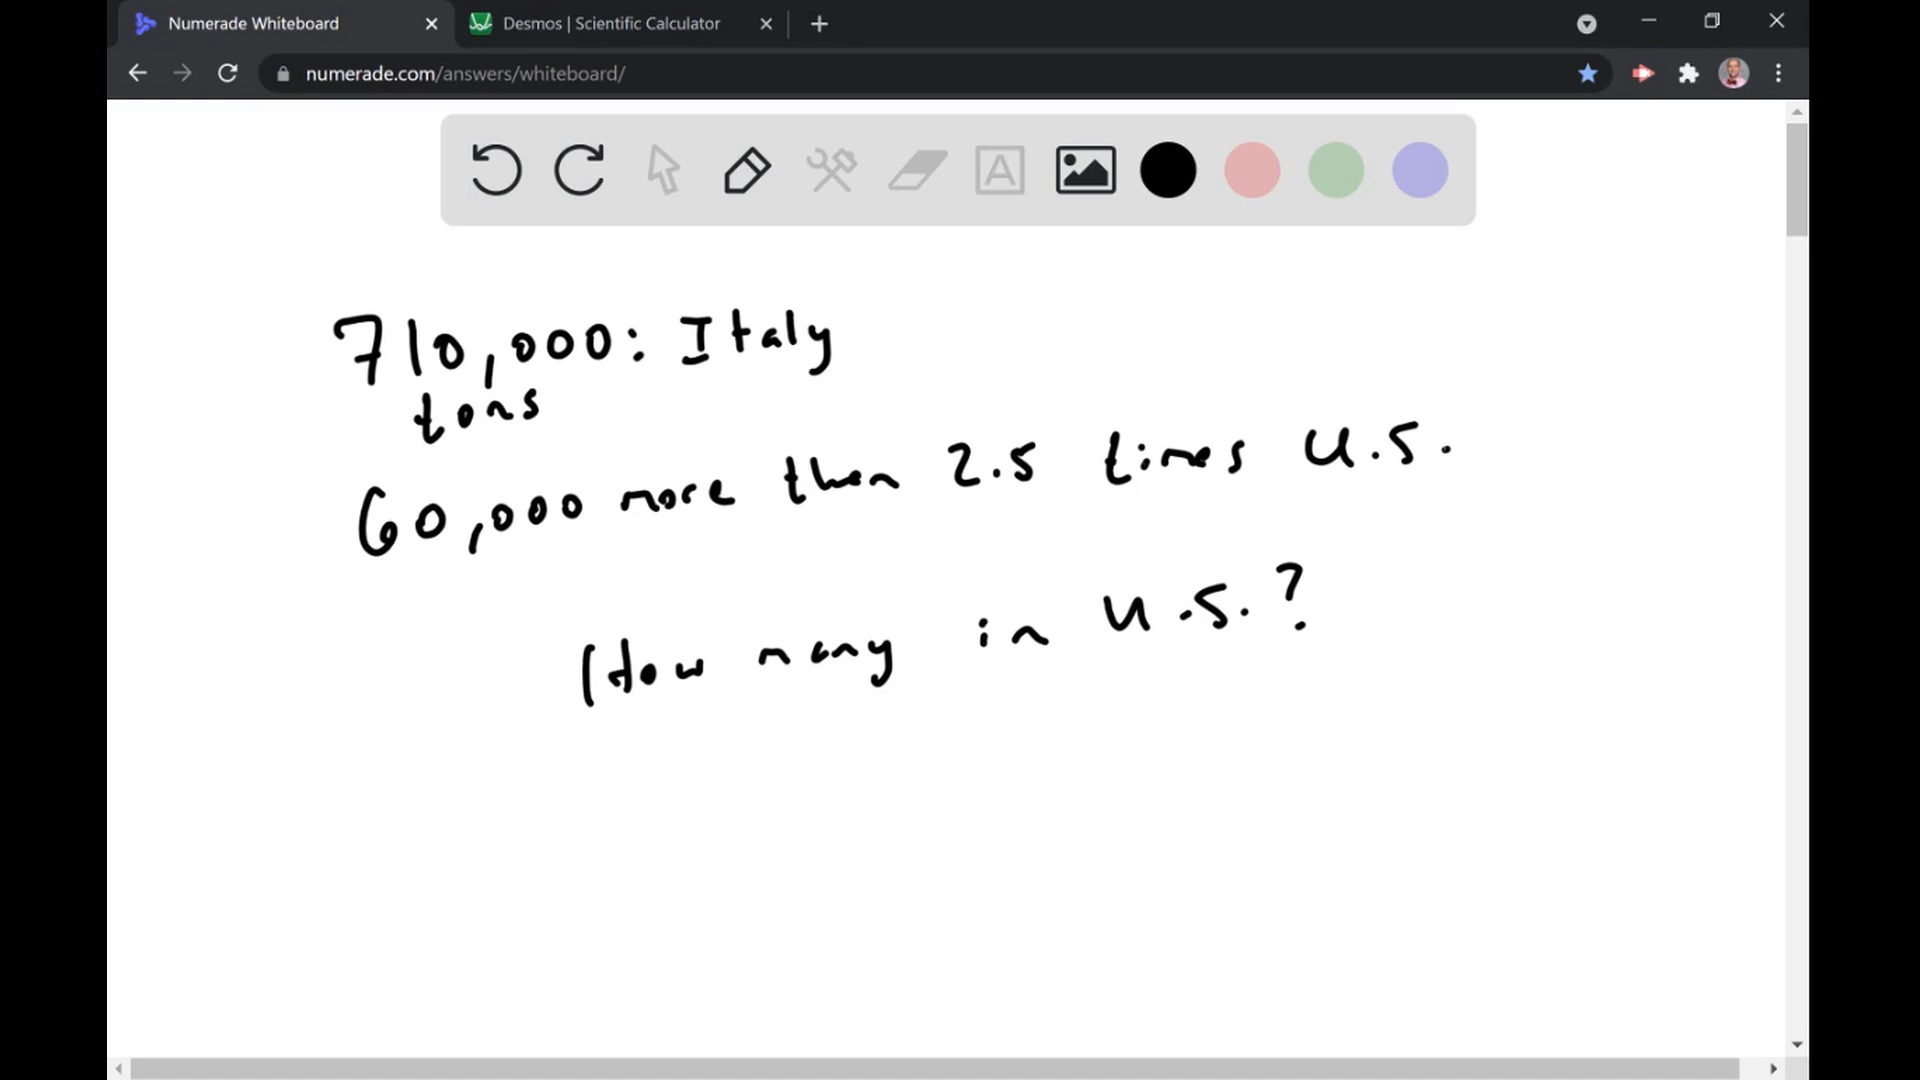 Numerade Whiteboard
Desmos | Scientific Calculator
numerade.com/answers/whiteboard/
A
710,000: Italy
tons
60,000 more then 2.5 times U.S.
How many in U.S.?